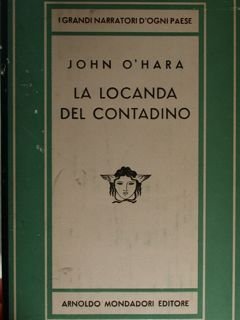 I GRANDI NARRATORI D'OGNI PAESE
JOHN O'HARA
LA LOCANDA
DEL CONTADINO
ARNOLDO MONDADORI EDITORE